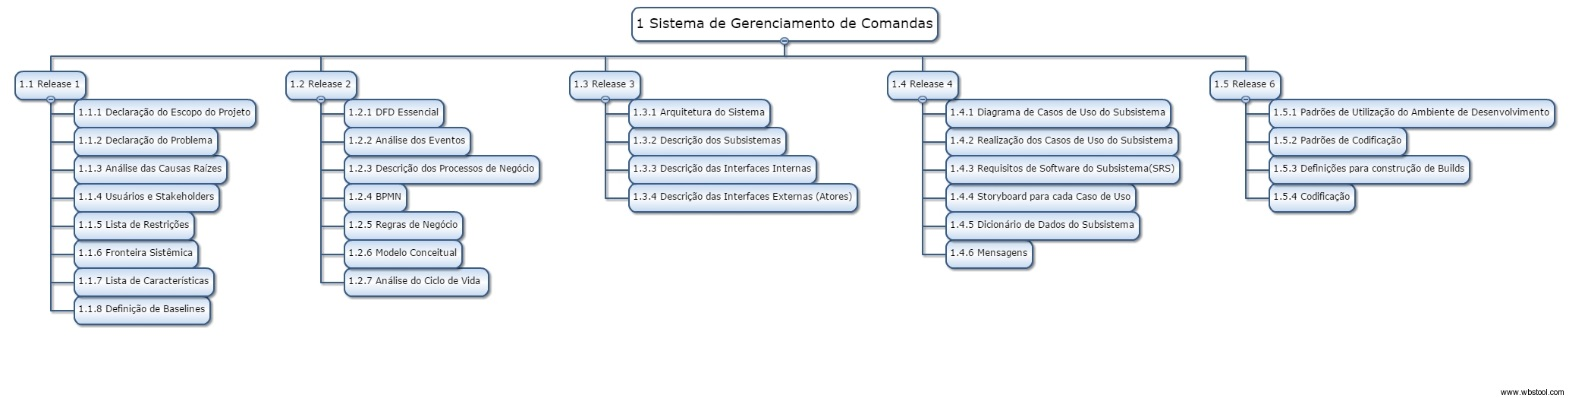 1 Sistema de Gerenciamento de Comandas
1.1 Release 1
1.1.1 Declaração do Escopo do Projeto
1.1.2 Declaração do Problema
1.1.3 Análise das Causas Raízes
1.1.4 Usuários e Stakeholders
1.1.5 Lista de Restrições
1.1.6 Fronteira Sistêmica
1.1.7 Lista de Características
1.1.8 Definição de Baselines
1.2 Release 2
1.2.1 DFD Essencial
1.2.2 Análise dos Eventos
1.2.3 Descrição dos Processos de Negócio
1.2.4 BPMN
1.2.5 Regras de Negócio
1.2.6 Modelo Conceitual
1.2.7 Análise do Ciclo de Vida
1.3 Release 3
1.3.1 Arquitetura do Sistema
1.3.2 Descrição dos Subsistemas
1.3.3 Descrição das Interfaces Internas
1.3.4 Descrição das Interfaces Externas (Atores)
1.4 Release 4
1.4.1 Diagrama de Casos de Uso do Subsistema
1.4.2 Realização dos Casos de Uso do Subsistema
1.4.3 Requisitos de Software do Subsistema(SRS)
1.4.4 Storyboard para cada Caso de Uso
1.4.5 Dicionário de Dados do Subsistema
1.4.6 Mensagens
1.5 Release 6
1.5.1 Padrões de Utilização do Ambiente de Desenvolvimento
1.5.2 Padrões de Codificação
1.5.3 Definições para construção de Builds
1.5.4 Codificação
www.wbstool.com